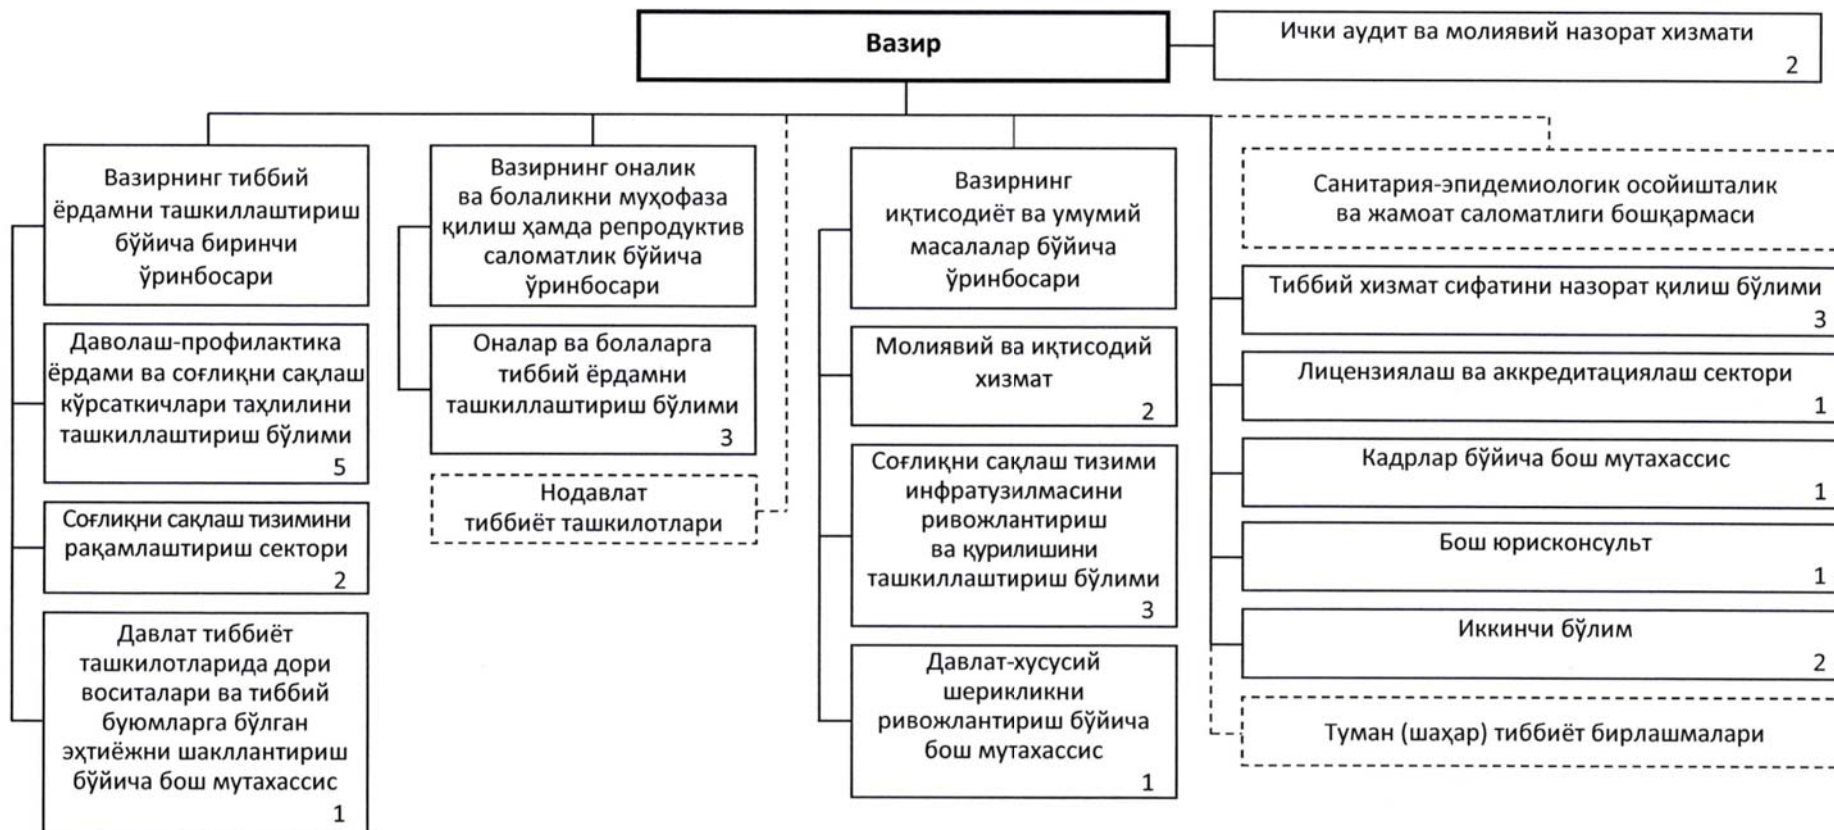 Вазир
Ички аудит ва молиявий назорат хизмати
2
Вазирнинг тиббий
ёрдамни ташкиллаштириш
бўйича биринчи
ўринбосари
Даволаш-профилактика
ёрдами ва соғлиқни сақлаш
кўрсаткичлари таҳлилини
ташкиллаштириш бўлими
5
Соғлиқни сақлаш тизимини
рақамлаштириш сектори
2
Давлат тиббиёт
ташкилотларида дори
воситалари ва тиббий
буюмларга бўлган
эҳтиёжни шакллантириш
бўйича бош мутахассис
1
Вазирнинг оналик
ва болаликни муҳофаза
қилиш ҳамда репродуктив
саломатлик бўйича
ўринбосари
Оналар ва болаларга
тиббий ёрдамни
ташкиллаштириш бўлими
3
Нодавлат
тиббиёт ташкилотлари
Вазирнинг
иқтисодиёт ва умумий
масалалар бўйича
ўринбосари
Молиявий ва иқтисодий
хизмат
2
Соғлиқни сақлаш тизими
инфратузилмасини
ривожлантириш
ва қурилишини
ташкиллаштириш бўлими
3
Давлат-хусусий
шерикликни
ривожлантириш бўйича
бош мутахассис
1
Санитария-эпидемиологик осойишталик
ва жамоат саломатлиги бошқармаси
Тиббий хизмат сифатини назорат қилиш бўлими
3
Лицензиялаш ва аккредитациялаш сектори
1
Кадрлар бўйича бош мутахассис
1
Бош юрисконсульт
1
Иккинчи бўлим
2
Туман (шаҳар) тиббиёт бирлашмалари